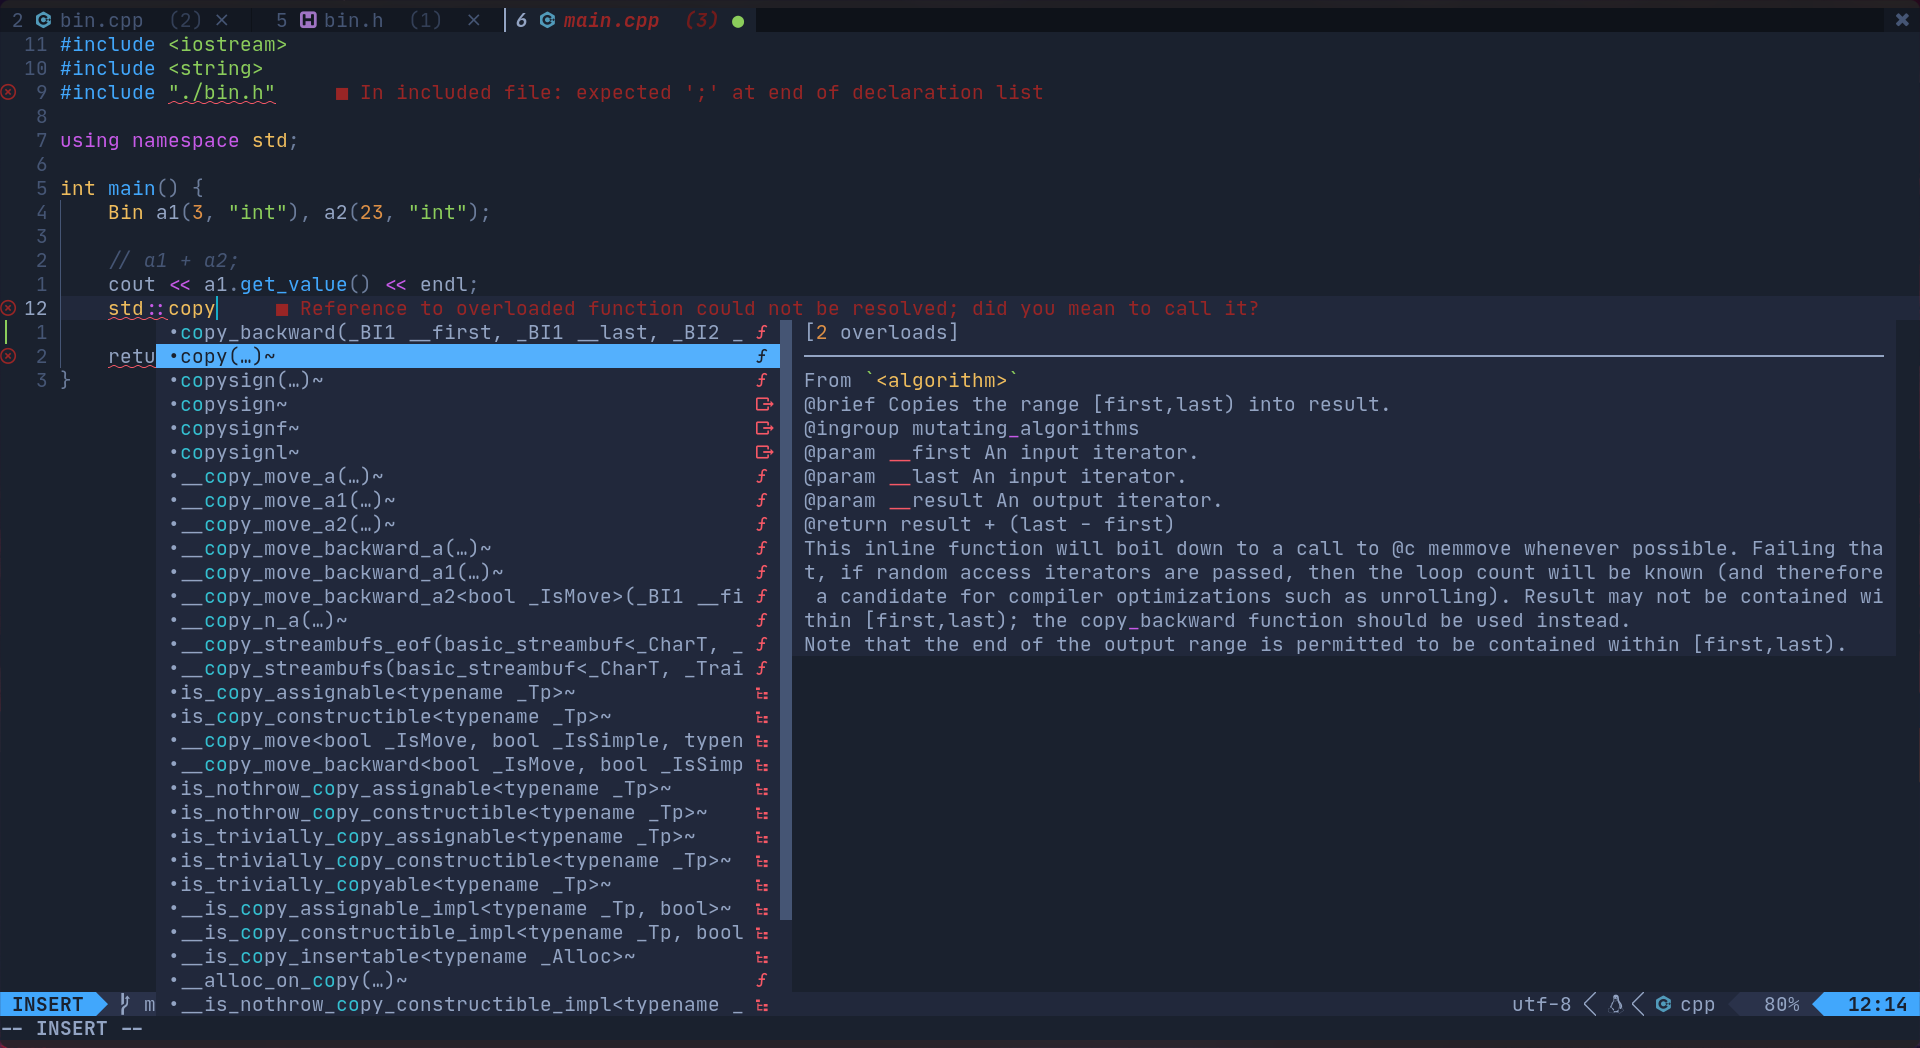 2 bin.cpp (2) × 5 bin.h (1) × 6 main.cpp (3) ●
11 #include <iostream>
10 #include <string>
9 #include "./bin.h" ■ In included file: expected ';' at end of declaration list
8
7 using namespace std;
6
5 int main() {
4 Bin a1(3, "int"), a2(23, "int");
3
2 // a1 + a2;
1 cout << a1.get_value() << endl;
12 std::copy ■ Reference to overloaded function could not be resolved; did you mean to call it?
1 •copy_backward(_BI1 __first, _BI1 __last, _BI2 _ f [2 overloads]
2 retu •copy(…)~ f
3 } •copysign(…)~ f From `<algorithm>`
•copysign~ @brief Copies the range [first,last) into result.
•copysignf~ @ingroup mutating_algorithms
•copysignl~ @param __first An input iterator.
•__copy_move_a(…)~ f @param __last An input iterator.
•__copy_move_a1(…)~ f @param __result An output iterator.
•__copy_move_a2(…)~ f @return result + (last - first)
•__copy_move_backward_a(…)~ f This inline function will boil down to a call to @c memmove whenever possible. Failing tha
•__copy_move_backward_a1(…)~ f t, if random access iterators are passed, then the loop count will be known (and therefore
•__copy_move_backward_a2<bool _IsMove>(_BI1 __fi f a candidate for compiler optimizations such as unrolling). Result may not be contained wi
•__copy_n_a(…)~ f thin [first,last); the copy_backward function should be used instead.
•__copy_streambufs_eof(basic_streambuf<_CharT, _ f Note that the end of the output range is permitted to be contained within [first,last).
•__copy_streambufs(basic_streambuf<_CharT, _Trai f
•is_copy_assignable<typename _Tp>~
•is_copy_constructible<typename _Tp>~
•__copy_move<bool _IsMove, bool _IsSimple, typen
•__copy_move_backward<bool _IsMove, bool _IsSimp
•is_nothrow_copy_assignable<typename _Tp>~
•is_nothrow_copy_constructible<typename _Tp>~
•is_trivially_copy_assignable<typename _Tp>~
•is_trivially_copy_constructible<typename _Tp>~
•is_trivially_copyable<typename _Tp>~
•__is_copy_assignable_impl<typename _Tp, bool>~
•__is_copy_constructible_impl<typename _Tp, bool
•__is_copy_insertable<typename _Alloc>~
•__alloc_on_copy(…)~ f
INSERT m •__is_nothrow_copy_constructible_impl<typename _ utf-8 cpp 80% 12:14
-- INSERT --